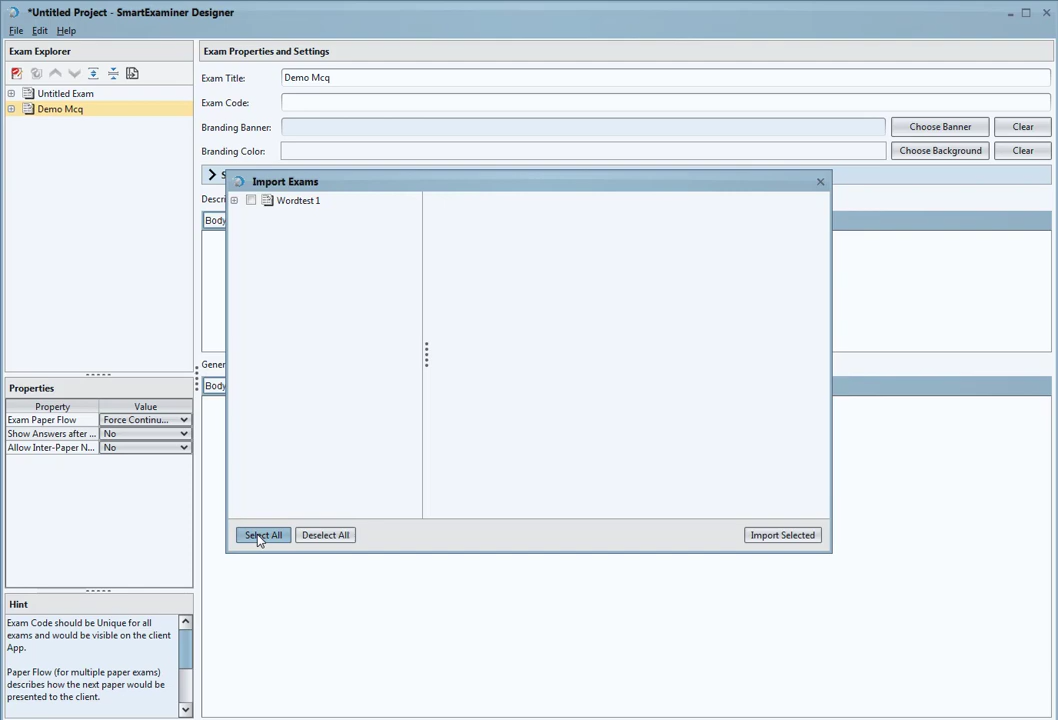 *Untitled Project - SmartExaminer Designer
File Edit Help
Exam Explorer
Untitled Exam
Demo Mcq
Exam Properties and Settings
Exam Title: Demo Mcq
Exam Code:
Branding Banner: Choose Banner Clear
Branding Color: Choose Background Clear
Descri
Body
Gener
Body
Import Exams
Wordtest 1
Select All Deselect All Import Selected
Properties
Property Value
Exam Paper Flow Force Continu...
Show Answers after ... No
Allow Inter-Paper N... No
Hint
Exam Code should be Unique for all
exams and would be visible on the client
App.
Paper Flow (for multiple paper exams)
describes how the next paper would be
presented to the client.